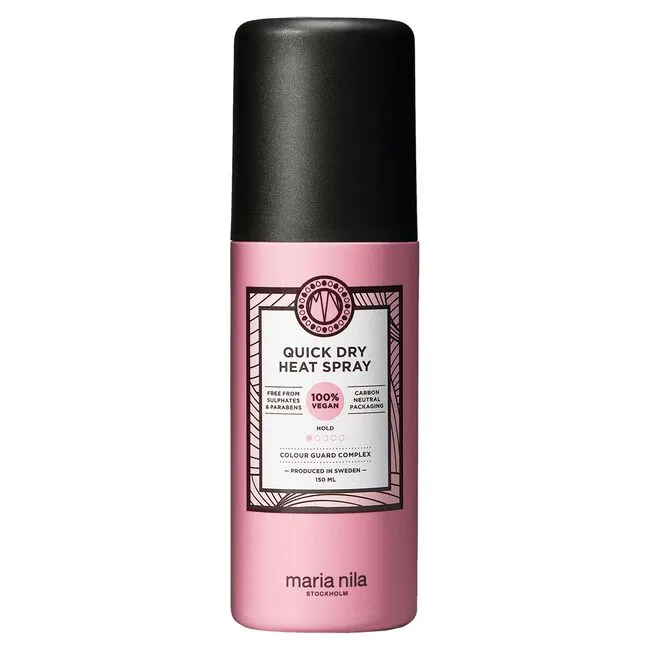 QUICK DRY
HEAT SPRAY
FREE FROM
SULPHATES
& PARABENS
100%
VEGAN
CARBON
NEUTRAL
PACKAGING
HOLD
COLOUR GUARD COMPLEX
— PRODUCED IN SWEDEN —
150 ML
maria nila
STOCKHOLM